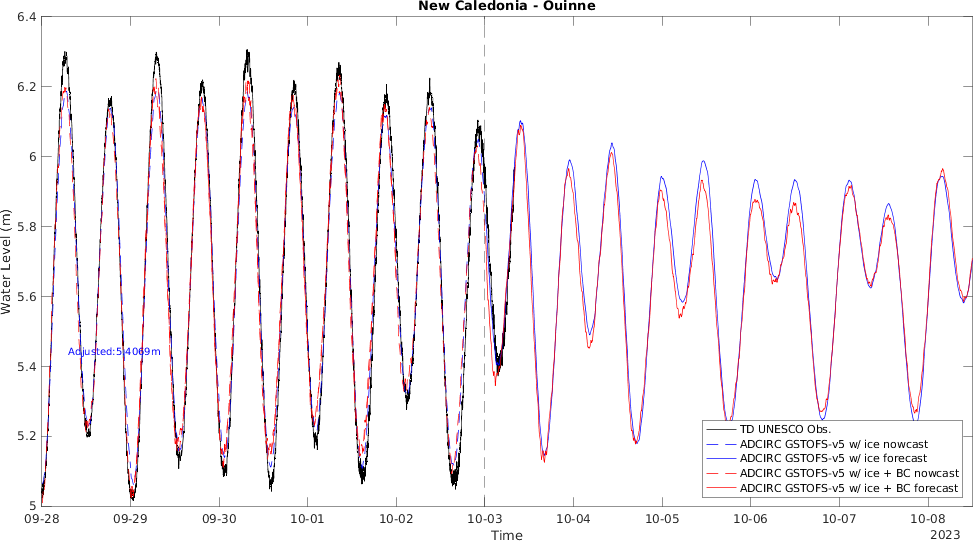 New Caledonia - Ouinne
6.4
6.2
6
5.8
5.6
5.4
5.2
5
Water Level (m)
Adjusted:5.4069m
TD UNESCO Obs.
ADCIRC GSTOFS-v5 w/ ice nowcast
ADCIRC GSTOFS-v5 w/ ice forecast
ADCIRC GSTOFS-v5 w/ ice + BC nowcast
ADCIRC GSTOFS-v5 w/ ice + BC forecast
09-28 09-29 09-30 10-01 10-02 10-03 10-04 10-05 10-06 10-07 10-08
Time
2023